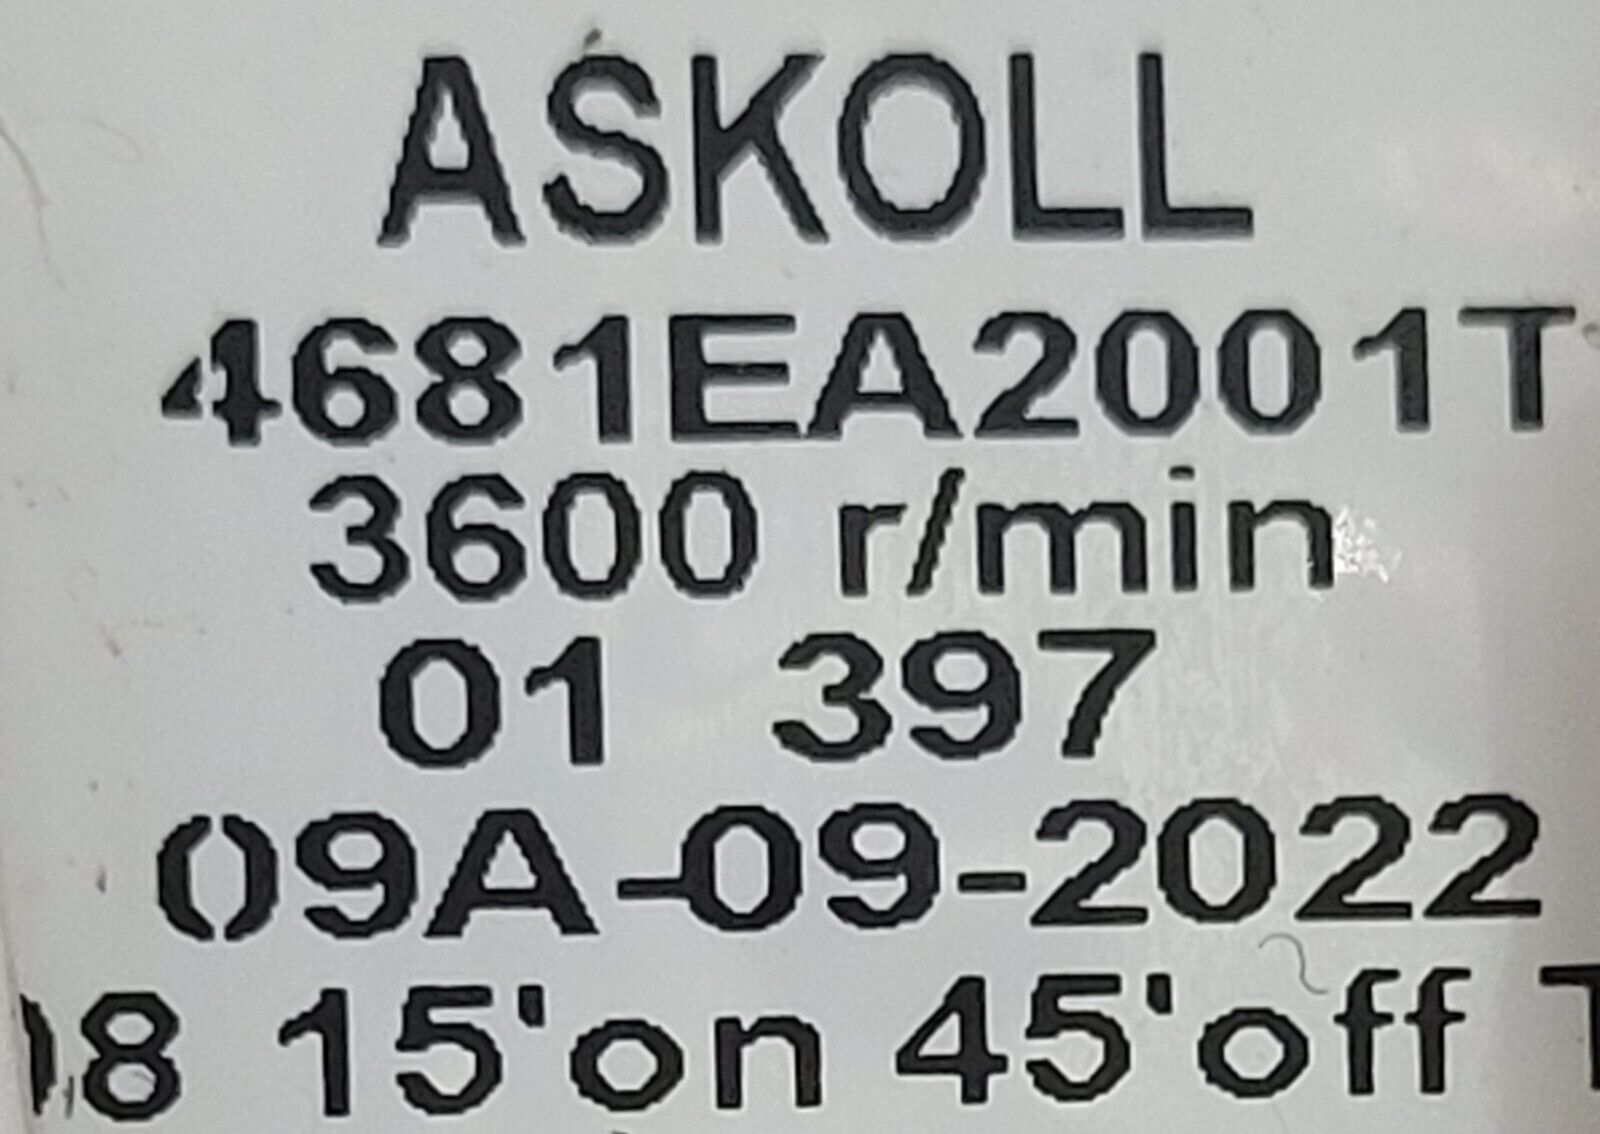 ASKOLL
4681EA2001T
3600 r/min
01 397
09A-09-2022
15'on 45'off